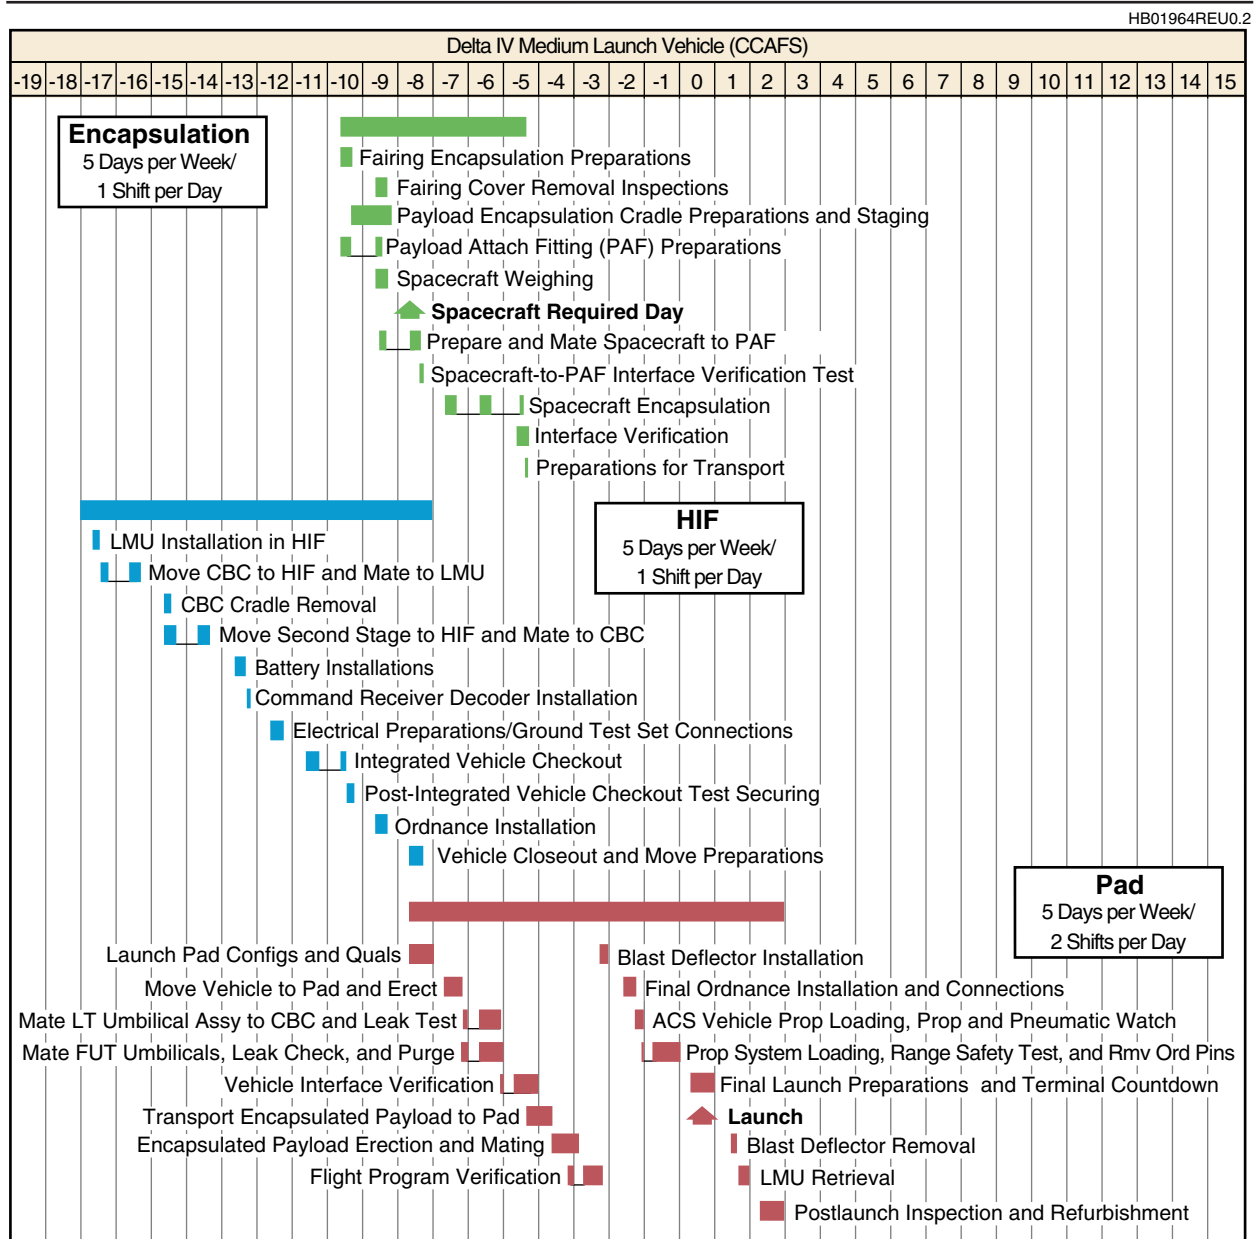 HB01964REU0.2
Delta IV Medium Launch Vehicle (CCAFS)
-19 -18 -17 -16 -15 -14 -13 -12 -11 -10 -9 -8 -7 -6 -5 -4 -3 -2 -1 0 1 2 3 4 5 6 7 8 9 10 11 12 13 14 15
Encapsulation
5 Days per Week/
1 Shift per Day
Fairing Encapsulation Preparations
Fairing Cover Removal Inspections
Payload Encapsulation Cradle Preparations and Staging
Payload Attach Fitting (PAF) Preparations
Spacecraft Weighing
Spacecraft Required Day
Prepare and Mate Spacecraft to PAF
Spacecraft-to-PAF Interface Verification Test
Spacecraft Encapsulation
Interface Verification
Preparations for Transport
HIF
5 Days per Week/
1 Shift per Day
LMU Installation in HIF
Move CBC to HIF and Mate to LMU
CBC Cradle Removal
Move Second Stage to HIF and Mate to CBC
Battery Installations
Command Receiver Decoder Installation
Electrical Preparations/Ground Test Set Connections
Integrated Vehicle Checkout
Post-Integrated Vehicle Checkout Test Securing
Ordnance Installation
Vehicle Closeout and Move Preparations
Pad
5 Days per Week/
2 Shifts per Day
Launch Pad Configs and Quals
Move Vehicle to Pad and Erect
Mate LT Umbilical Assy to CBC and Leak Test
Mate FUT Umbilicals, Leak Check, and Purge
Vehicle Interface Verification
Transport Encapsulated Payload to Pad
Encapsulated Payload Erection and Mating
Flight Program Verification
Blast Deflector Installation
Final Ordnance Installation and Connections
ACS Vehicle Prop Loading, Prop and Pneumatic Watch
Prop System Loading, Range Safety Test, and Rmv Ord Pins
Final Launch Preparations and Terminal Countdown
Launch
Blast Deflector Removal
LMU Retrieval
Postlaunch Inspection and Refurbishment